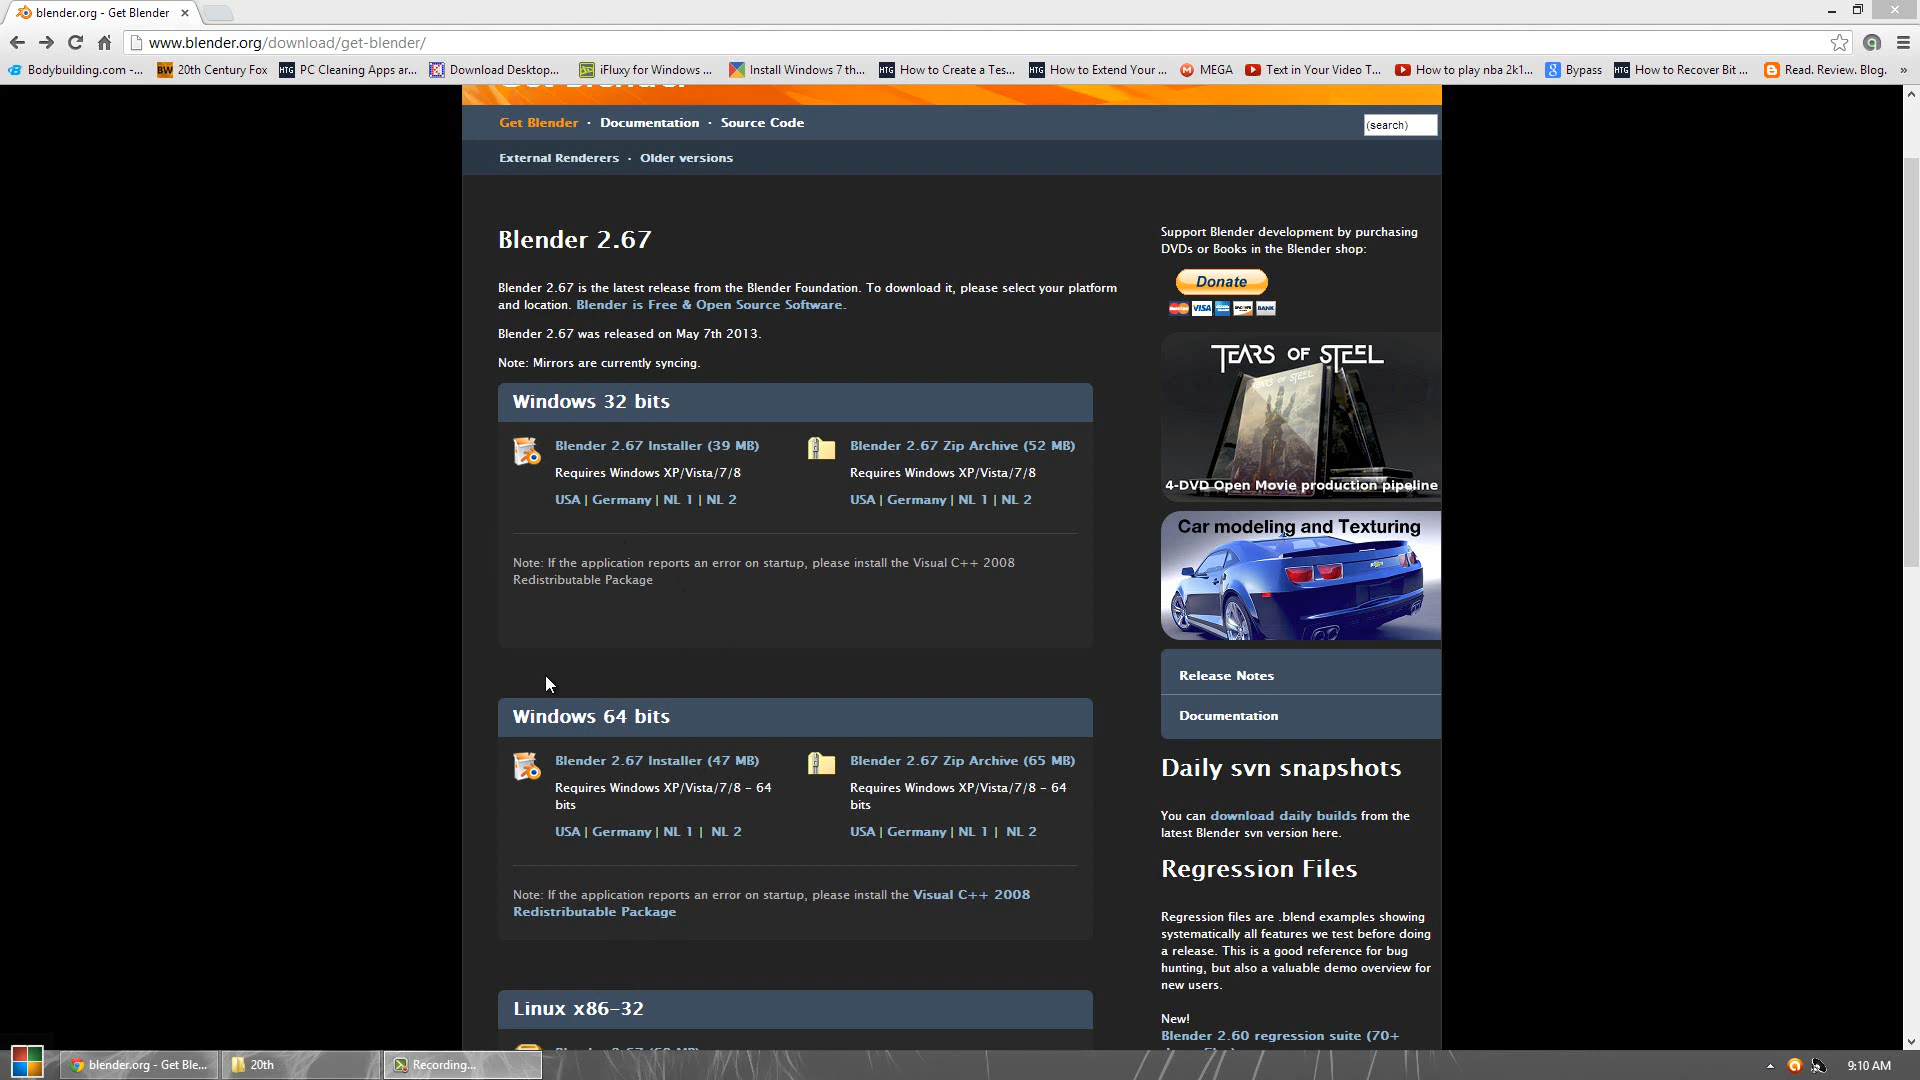 blender.org - Get Blender
www.blender.org/download/get-blender/
Bodybuilding.com -...
20th Century Fox
PC Cleaning Apps ar...
Download Desktop...
iFluxy for Windows ...
Install Windows 7 th...
How to Create a Tes...
How to Extend Your ...
MEGA
Text in Your Video T...
How to play nba 2k1...
Bypass
How to Recover Bit ...
Read. Review. Blog.
»
Get Blender
Get Blender · Documentation · Source Code
(search)
External Renderers · Older versions
Blender 2.67
Blender 2.67 is the latest release from the Blender Foundation. To download it, please select your platform
and location. Blender is Free & Open Source Software.
Blender 2.67 was released on May 7th 2013.
Note: Mirrors are currently syncing.
Windows 32 bits
Blender 2.67 Installer (39 MB)
Requires Windows XP/Vista/7/8
USA | Germany | NL 1 | NL 2
Blender 2.67 Zip Archive (52 MB)
Requires Windows XP/Vista/7/8
USA | Germany | NL 1 | NL 2
Note: If the application reports an error on startup, please install the Visual C++ 2008
Redistributable Package
Windows 64 bits
Blender 2.67 Installer (47 MB)
Requires Windows XP/Vista/7/8 - 64
bits
USA | Germany | NL 1 | NL 2
Blender 2.67 Zip Archive (65 MB)
Requires Windows XP/Vista/7/8 - 64
bits
USA | Germany | NL 1 | NL 2
Note: If the application reports an error on startup, please install the Visual C++ 2008
Redistributable Package
Linux x86-32
Support Blender development by purchasing
DVDs or Books in the Blender shop:
Donate
VISA
BANK
TEARS OF STEEL
TEARS OF STEEL
4-DVD Open Movie production pipeline
Car modeling and Texturing
Release Notes
Documentation
Daily svn snapshots
You can download daily builds from the
latest Blender svn version here.
Regression Files
Regression files are .blend examples showing
systematically all features we test before doing
a release. This is a good reference for bug
hunting, but also a valuable demo overview for
new users.
New!
Blender 2.60 regression suite (70+
blender.org - Get Ble...
20th
Recording...
9:10 AM